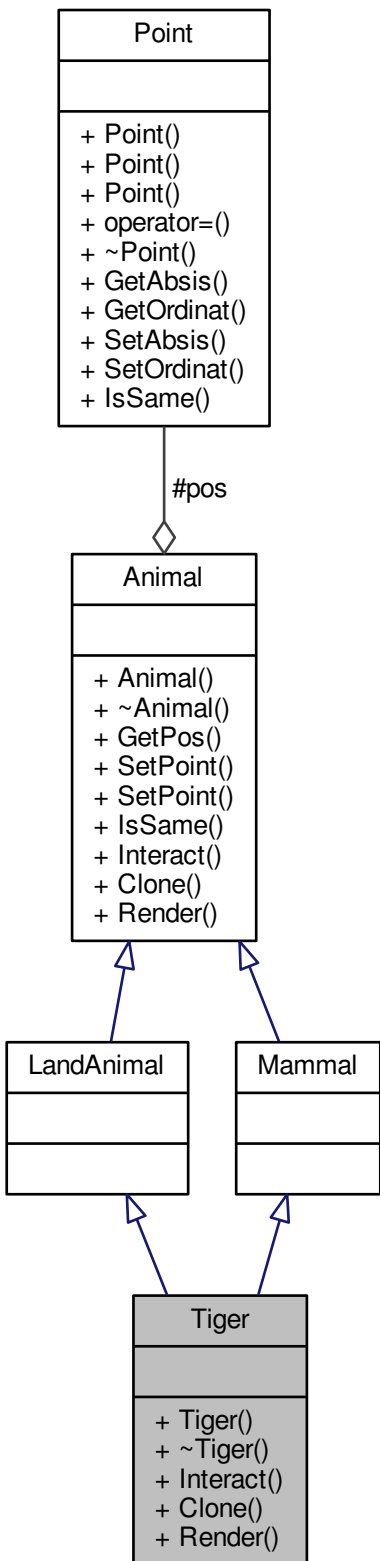 Point
+ Point()
+ Point()
+ Point()
+ operator=()
+ ~Point()
+ GetAbsis()
+ GetOrdinat()
+ SetAbsis()
+ SetOrdinat()
+ IsSame()
#pos
Animal
+ Animal()
+ ~Animal()
+ GetPos()
+ SetPoint()
+ SetPoint()
+ IsSame()
+ Interact()
+ Clone()
+ Render()
LandAnimal
Mammal
Tiger
+ Tiger()
+ ~Tiger()
+ Interact()
+ Clone()
+ Render()